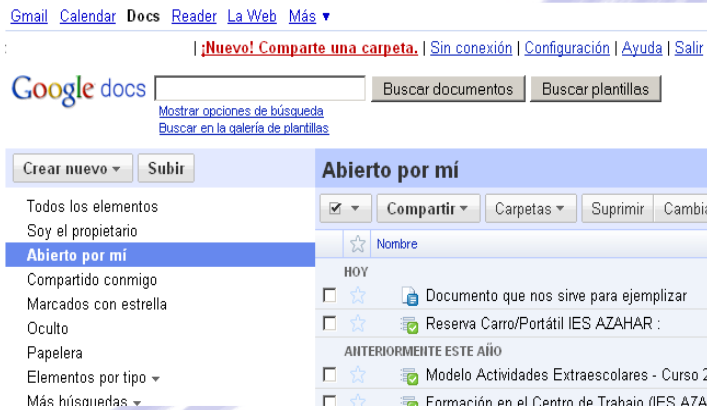 Gmail Calendar Docs Reader La Web Más ▼
| ¡Nuevo! Comparte una carpeta. | Sin conexión | Configuración | Ayuda | Salir
Google docs Buscar documentos Buscar plantillas
Mostrar opciones de búsqueda
Buscar en la galería de plantillas
Crear nuevo Subir
Abierto por mí
Todos los elementos
Soy el propietario
Abierto por mí
Compartido conmigo
Marcados con estrella
Oculto
Papelera
Elementos por tipo
Más búsquedas
Compartir Carpetas Suprimir Cambia
Nombre
HOY
Documento que nos sirve para ejemplizar
Reserva Carro/Portátil IES AZAHAR :
ANTERIORMENTE ESTE AÑO
Modelo Actividades Extraescolares - Curso 2
Formación en el Centro de Trabajo (IES AZA